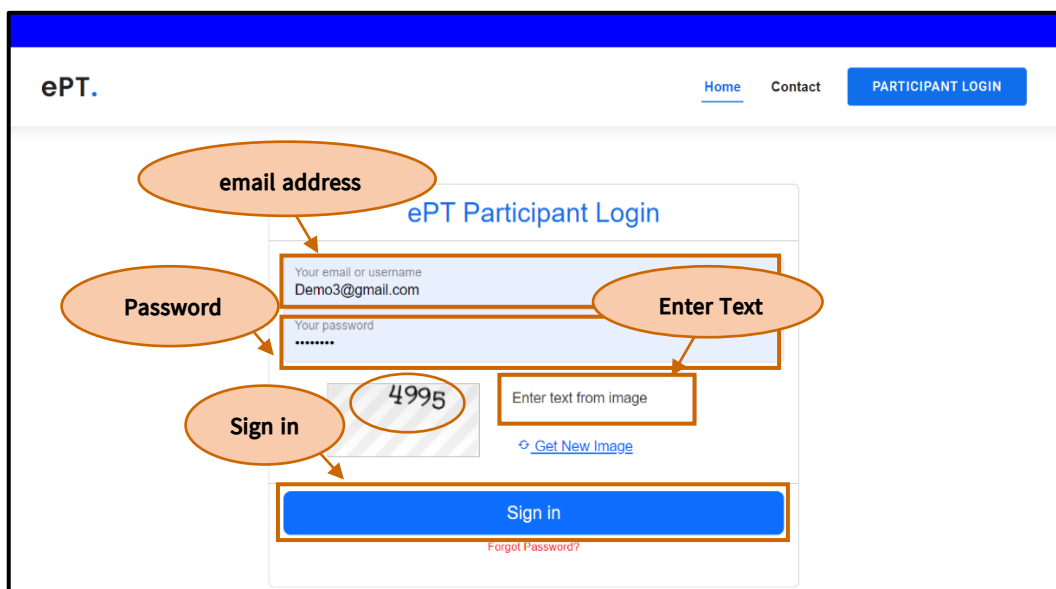 ePT.
Home Contact PARTICIPANT LOGIN
email address
ePT Participant Login
Your email or username
Demo3@gmail.com
Password
Enter Text
Your password
••••••••
4995
Enter text from image
Sign in
Get New Image
Sign in
Forgot Password?